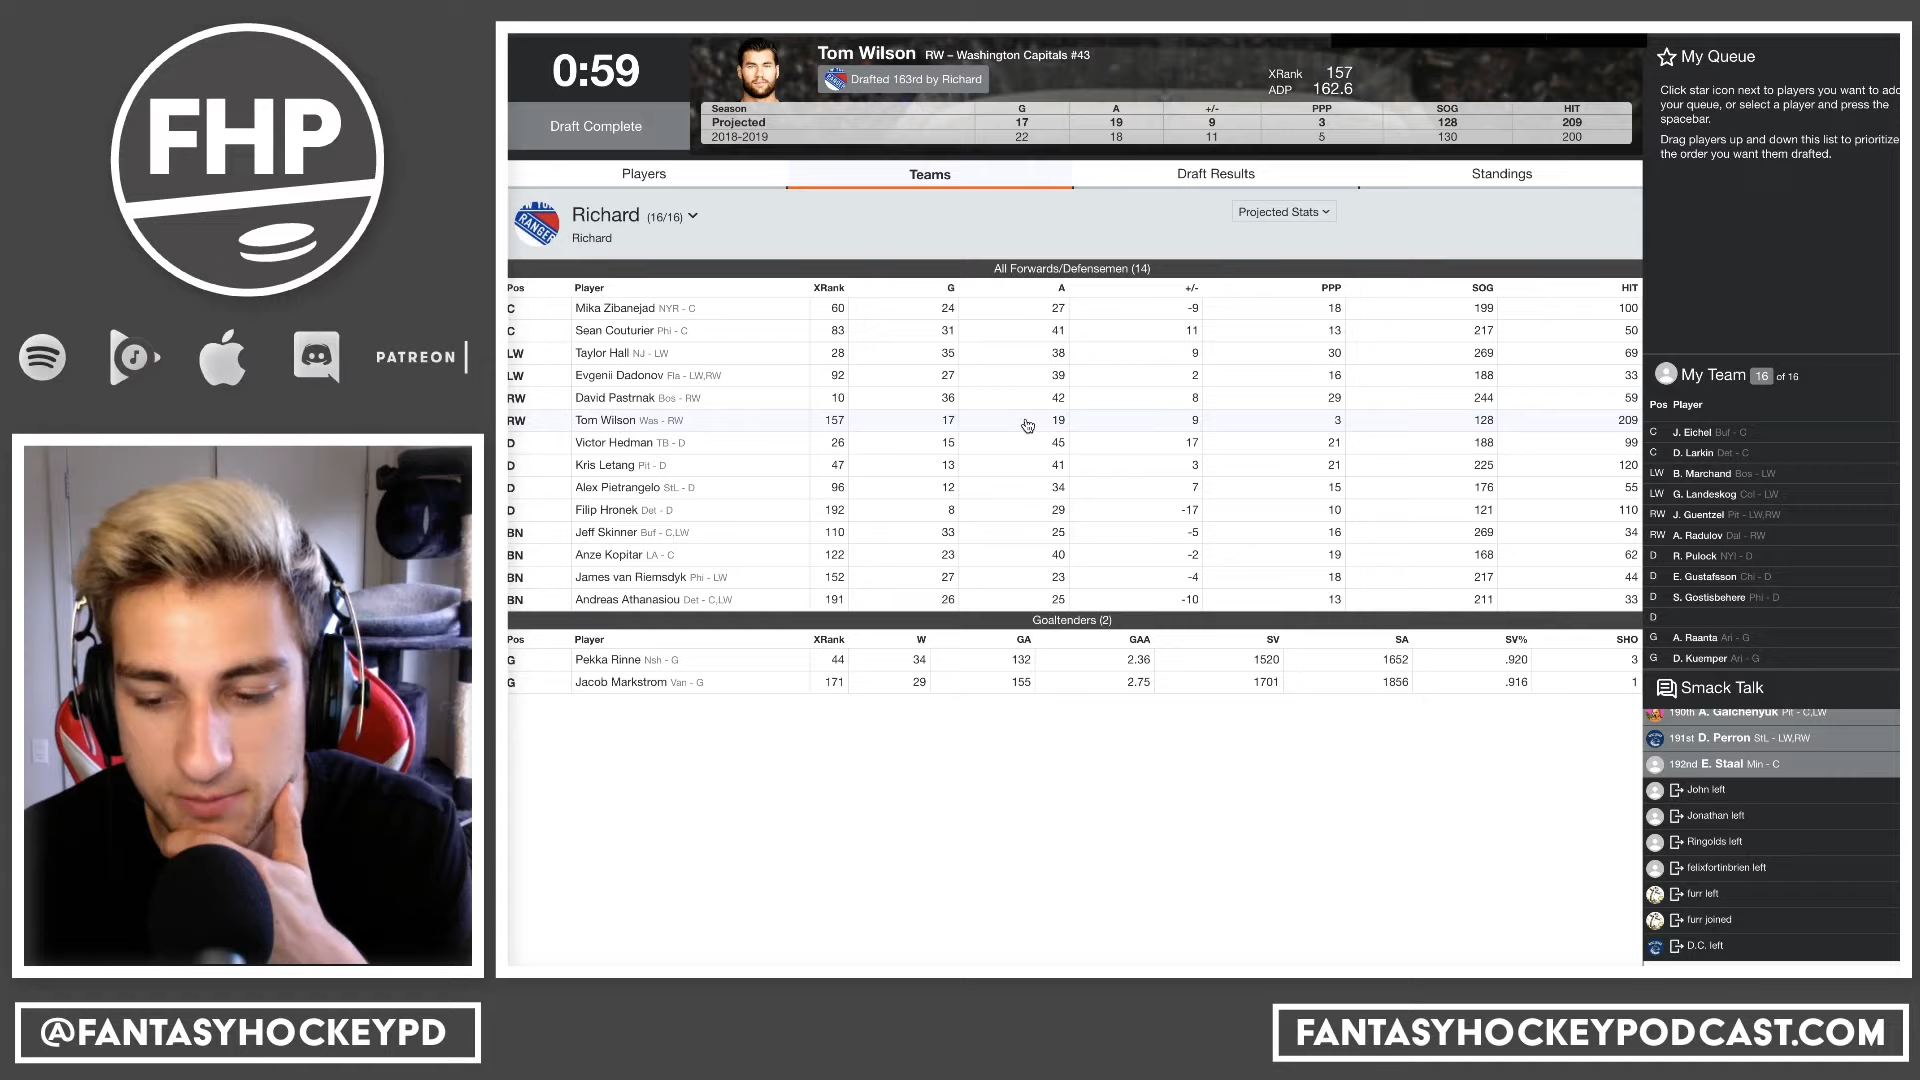 FHP
PATREON
@FANTASYHOCKEYPD
FANTASYHOCKEYPODCAST.COM
0:59
Draft Complete
Tom Wilson RW – Washington Capitals #43
Drafted 163rd by Richard
XRank 157
ADP 162.6
Season G A +/- PPP SOG HIT
Projected 17 19 9 3 128 209
2018-2019 22 18 11 5 130 200
Players Teams Draft Results Standings
RANGER
Richard (16/16)
Richard
Projected Stats
All Forwards/Defensemen (14)
Pos Player XRank G A +/- PPP SOG HIT
C Mika Zibanejad NYR - C 60 24 27 -9 18 199 100
C Sean Couturier Phi - C 83 31 41 11 13 217 50
LW Taylor Hall NJ - LW 28 35 38 9 30 269 69
LW Evgenii Dadonov Fla - LW,RW 92 27 39 2 16 188 33
RW David Pastrnak Bos - RW 10 36 42 8 29 244 59
RW Tom Wilson Was - RW 157 17 19 9 3 128 209
D Victor Hedman TB - D 26 15 45 17 21 188 99
D Kris Letang Pit - D 47 13 41 3 21 225 120
D Alex Pietrangelo StL - D 96 12 34 7 15 176 55
D Filip Hronek Det - D 192 8 29 -17 10 121 110
BN Jeff Skinner Buf - C,LW 110 33 25 -5 16 269 34
BN Anze Kopitar LA - C 122 23 40 -2 19 168 62
BN James van Riemsdyk Phi - LW 152 27 23 -4 18 217 44
BN Andreas Athanasiou Det - C,LW 191 26 25 -10 13 211 33
Goaltenders (2)
Pos Player XRank W GA GAA SV SA SV% SHO
G Pekka Rinne Nsh - G 44 34 132 2.36 1520 1652 .920 3
G Jacob Markstrom Van - G 171 29 155 2.75 1701 1856 .916 1
My Queue
Click star icon next to players you want to add
your queue, or select a player and press the
spacebar.
Drag players up and down this list to prioritize
the order you want them drafted.
My Team 16 of 16
Pos Player
C J. Eichel Buf - C
C D. Larkin Det - C
LW B. Marchand Bos - LW
LW G. Landeskog Col - LW
RW J. Guentzel Pit - LW,RW
RW A. Radulov Dal - RW
D R. Pulock NYI - D
D E. Gustafsson Chi - D
D S. Gostisbehere Phi - D
D
G A. Raanta Ari - G
G D. Kuemper Ari - G
Smack Talk
190th A. Galchenyuk Pit - C,LW
191st D. Perron StL - LW,RW
192nd E. Staal Min - C
John left
Jonathan left
Ringolds left
felixfortinbrien left
furr left
furr joined
D.C. left